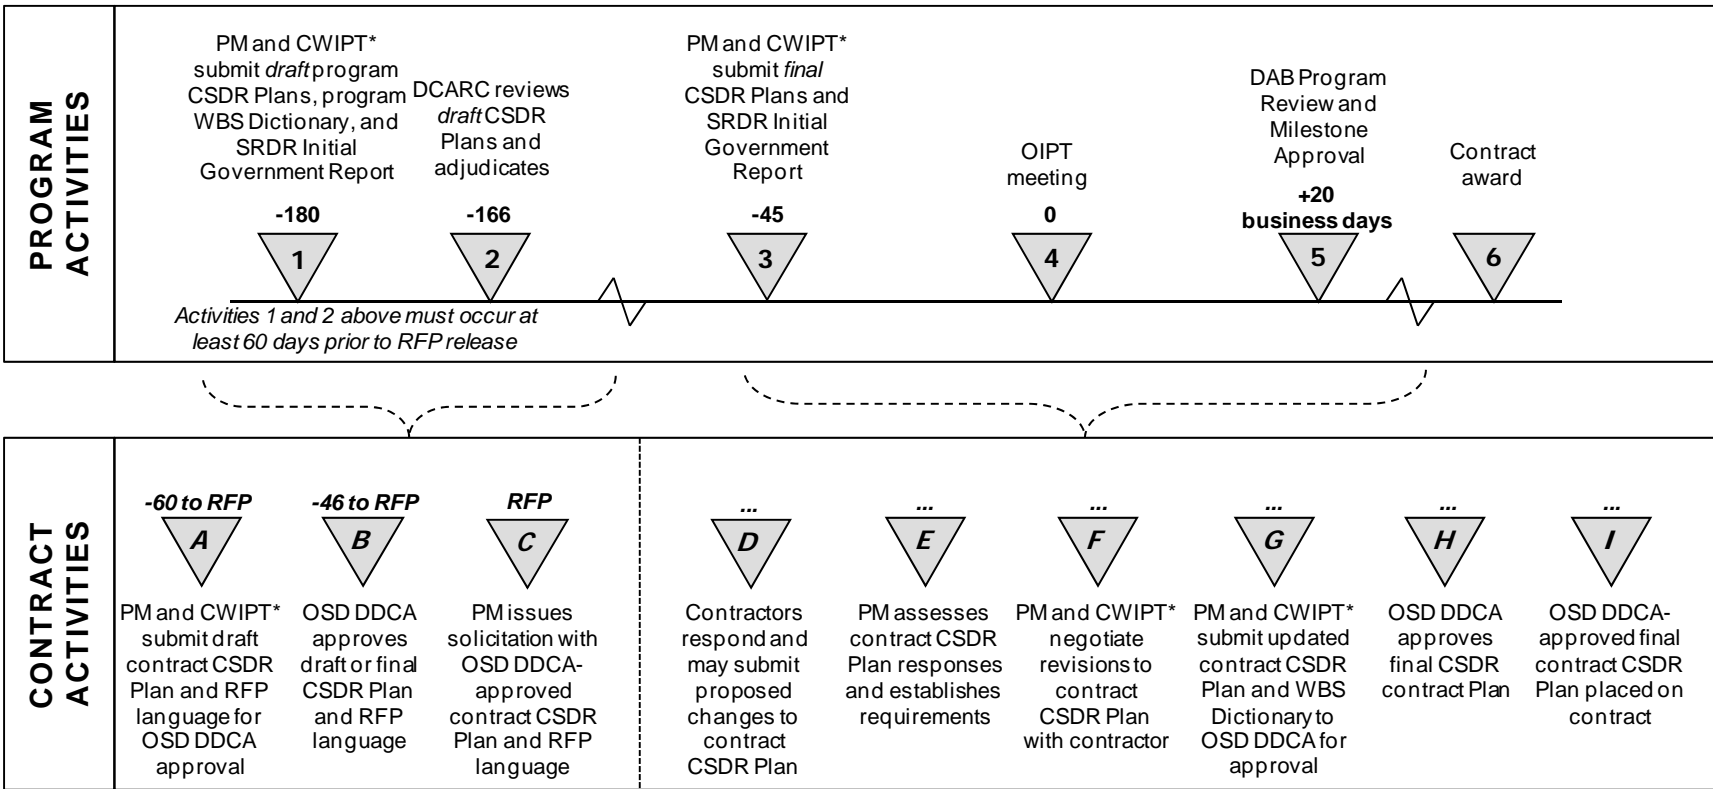 PROGRAM
ACTIVITIES
PM and CWIPT*
submit draft program
CSDR Plans, program
WBS Dictionary, and
SRDR Initial
Government Report
-180
1
DCARC reviews
draft CSDR
Plans and
adjudicates
-166
2
PM and CWIPT*
submit final
CSDR Plans and
SRDR Initial
Government
Report
-45
3
OIPT
meeting
0
4
DAB Program
Review and
Milestone
Approval
+20
business days
5
Contract
award
6
Activities 1 and 2 above must occur at
least 60 days prior to RFP release
CONTRACT
ACTIVITIES
-60 to RFP
A
PM and CWIPT*
submit draft
contract CSDR
Plan and RFP
language for
OSD DDCA
approval
-46 to RFP
B
OSD DDCA
approves
draft or final
CSDR Plan
and RFP
language
RFP
C
PM issues
solicitation with
OSD DDCA-
approved
contract CSDR
Plan and RFP
language
...
D
Contractors
respond and
may submit
proposed
changes to
contract
CSDR Plan
...
E
PM assesses
contract CSDR
Plan responses
and establishes
requirements
...
F
PM and CWIPT*
negotiate
revisions to
contract
CSDR Plan
with contractor
...
G
PM and CWIPT*
submit updated
contract CSDR
Plan and WBS
Dictionary to
OSD DDCA for
approval
...
H
OSD DDCA
approves
final CSDR
contract Plan
...
I
OSD DDCA-
approved final
contract CSDR
Plan placed on
contract